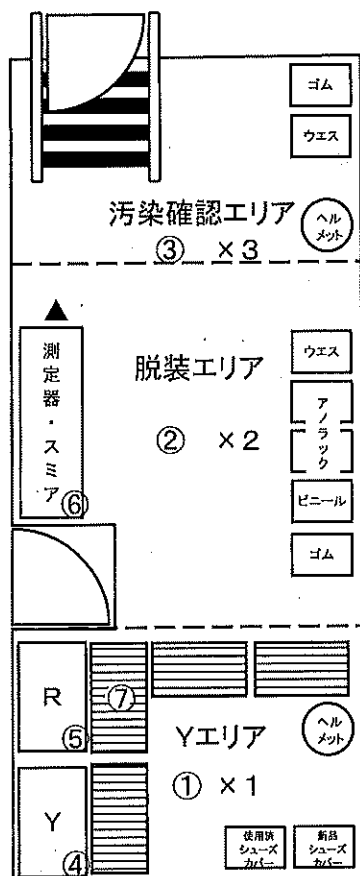 ゴム
ウエス
汚染確認エリア
ヘル
メット
③ ×3
測定器・スミア
⑥
脱装エリア
② ×2
ウエス
アノラック
ビニール
ゴム
R
⑤
⑦
Yエリア
ヘル
メット
① ×1
Y
④
使用済
シューズ
カバー
新品
シューズ
カバー